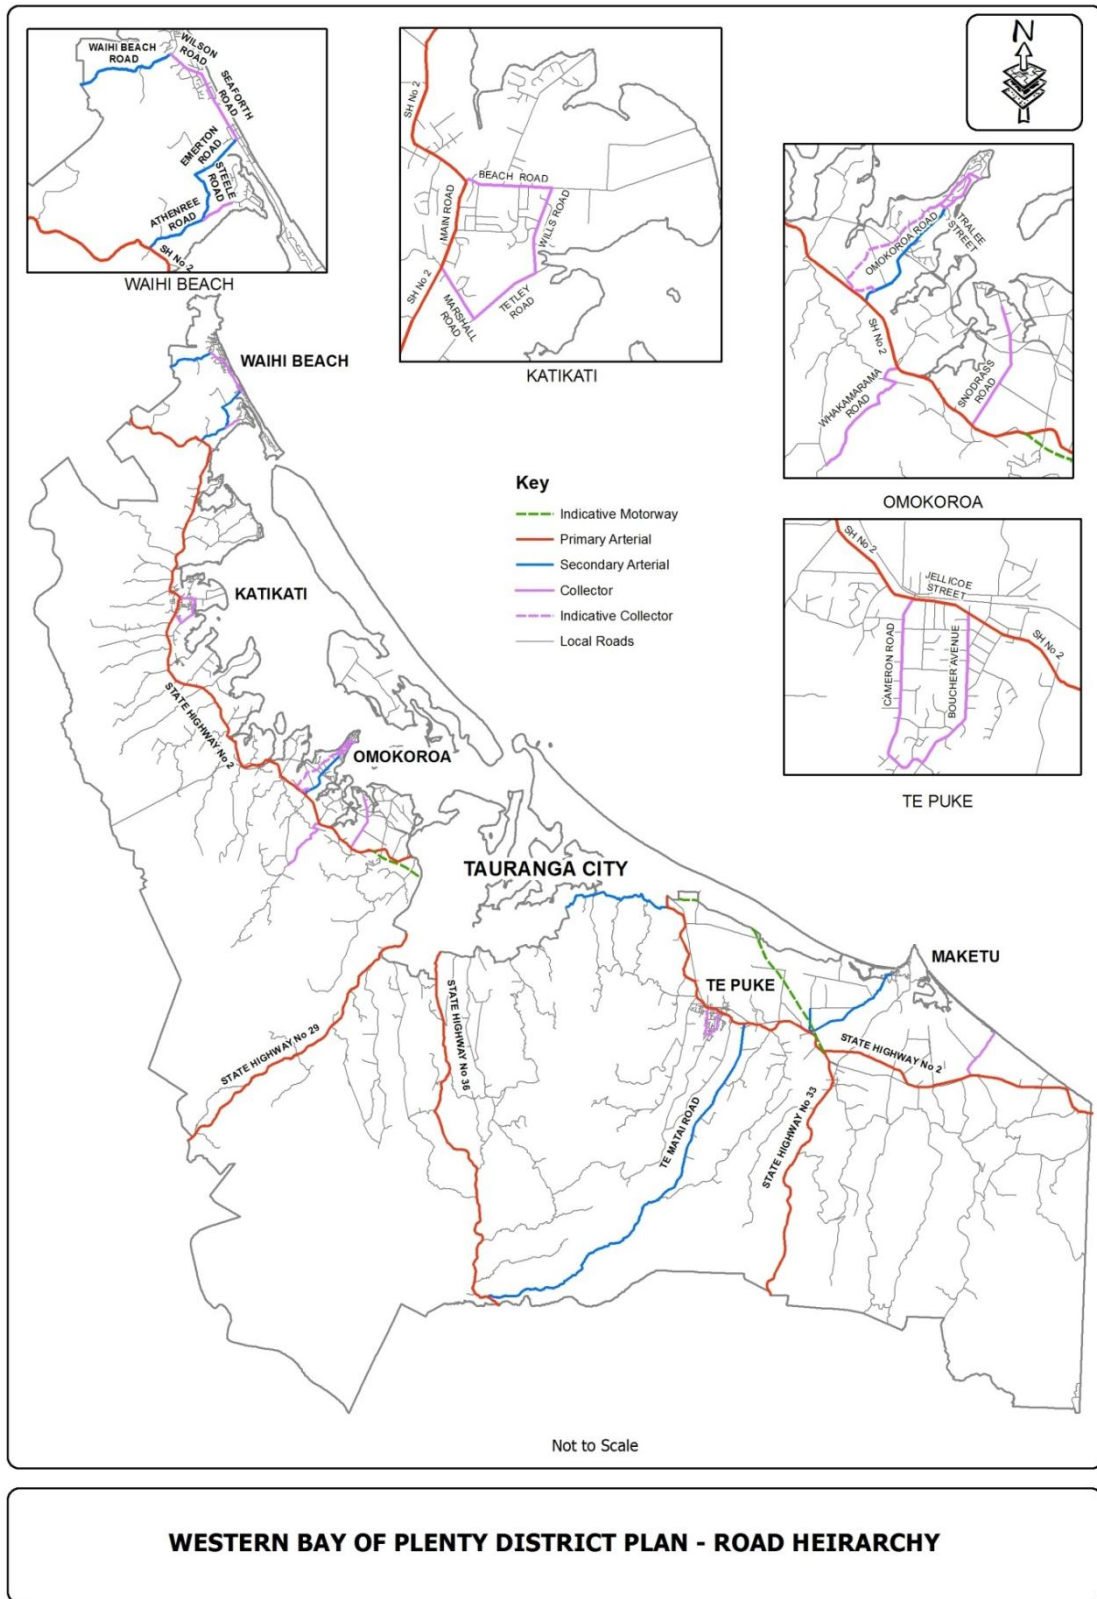 WAIHI BEACH
ROAD
WILSON
ROAD
SEAFORTH
ROAD
EMERTON
ROAD
STEELE
ROAD
ATHENREE
ROAD
SH No 2
WAIHI BEACH
SH No 2
BEACH ROAD
MAIN ROAD
WILLS ROAD
SH No 2
MARSHALL
ROAD
TETLEY
ROAD
KATIKATI
N
OMOKOROA ROAD
TRALEE
STREET
SH No 2
WHAKAMARAMA
ROAD
SNODRASS
ROAD
OMOKOROA
SH No 2
JELLICOE
STREET
CAMERON ROAD
BOUCHER AVENUE
SH No 2
TE PUKE
Key
Indicative Motorway
Primary Arterial
Secondary Arterial
Collector
Indicative Collector
Local Roads
WAIHI BEACH
KATIKATI
STATE HIGHWAY No 2
OMOKOROA
TAURANGA CITY
MAKETU
TE PUKE
STATE HIGHWAY No 29
STATE HIGHWAY No 36
TE MATAI ROAD
STATE HIGHWAY No 33
STATE HIGHWAY No 2
Not to Scale
WESTERN BAY OF PLENTY DISTRICT PLAN - ROAD HEIRARCHY